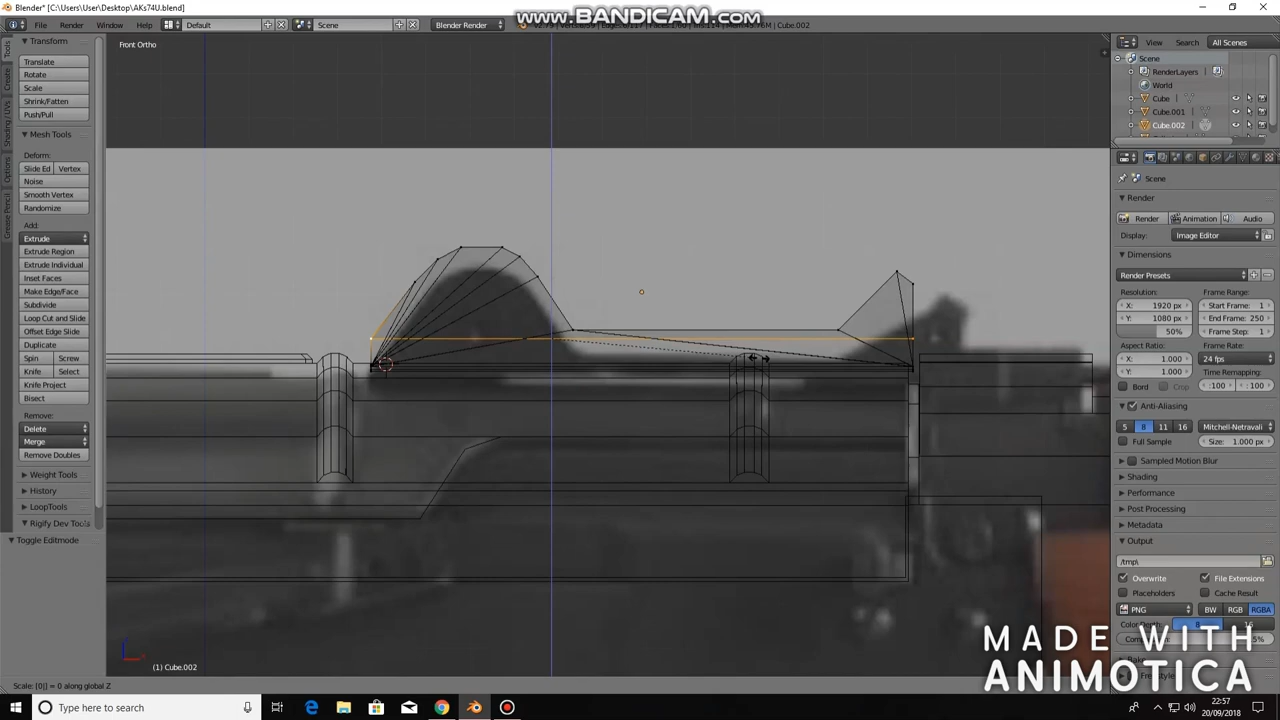 Blender* [C:\Users\User\Desktop\AKs74U.blend]
www.BANDICAM.com
File Render Window Help Default Scene Blender Render
View Search All Scenes
Tools
Create
Shading / UVs
Options
Grease Pencil
Transform
Translate
Rotate
Scale
Shrink/Fatten
Push/Pull
Mesh Tools
Deform:
Slide Ed Vertex
Noise
Smooth Vertex
Randomize
Add:
Extrude
Extrude Region
Extrude Individual
Inset Faces
Make Edge/Face
Subdivide
Loop Cut and Slide
Offset Edge Slide
Duplicate
Spin Screw
Knife Select
Knife Project
Bisect
Remove:
Delete
Merge
Remove Doubles
Weight Tools
History
LoopTools
Rigify Dev Tools
Toggle Editmode
Front Ortho
(1) Cube.002
Scale: [|0|] = 0 along global Z
Scene
RenderLayers
World
Cube
Cube.001
Cube.002
Scene
Render
Render Animation Audio
Display: Image Editor
Dimensions
Render Presets
Resolution: Frame Range:
X: 1920 px Start Frame: 1
Y: 1080 px End Frame: 250
50% Frame Step: 1
Aspect Ratio: Frame Rate:
X: 1.000 24 fps
Y: 1.000 Time Remapping:
Bord Crop :100 :100
Anti-Aliasing
5 8 11 16 Mitchell-Netravali
Full Sample Size: 1.000 px
Sampled Motion Blur
Shading
Performance
Post Processing
Metadata
Output
/tmp\
Overwrite File Extensions
Placeholders Cache Result
PNG BW RGB RGBA
MADE WITH
ANIMOTICA
Type here to search
22:57
20/09/2018